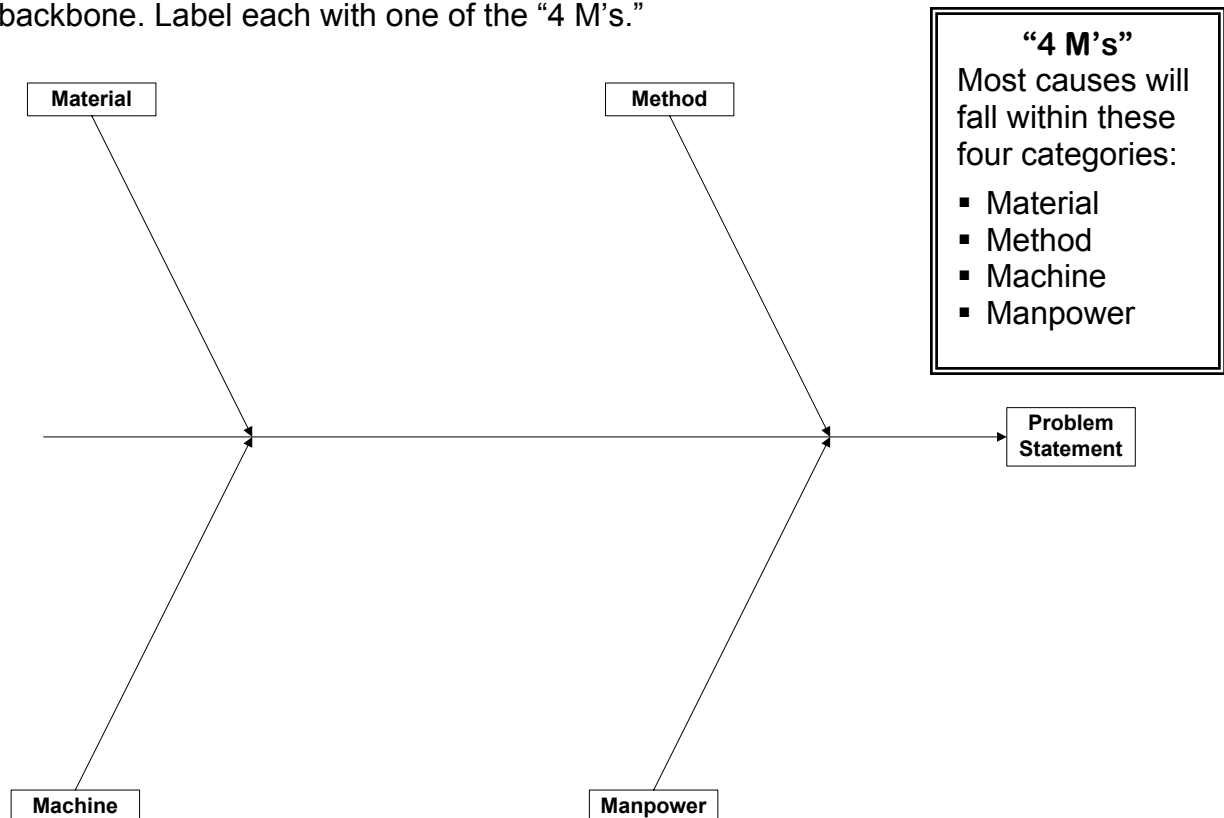 backbone. Label each with one of the “4 M’s.”
“4 M’s”
Most causes will
fall within these
four categories:
▪ Material
▪ Method
▪ Machine
▪ Manpower
Material
Method
Problem
Statement
Machine
Manpower